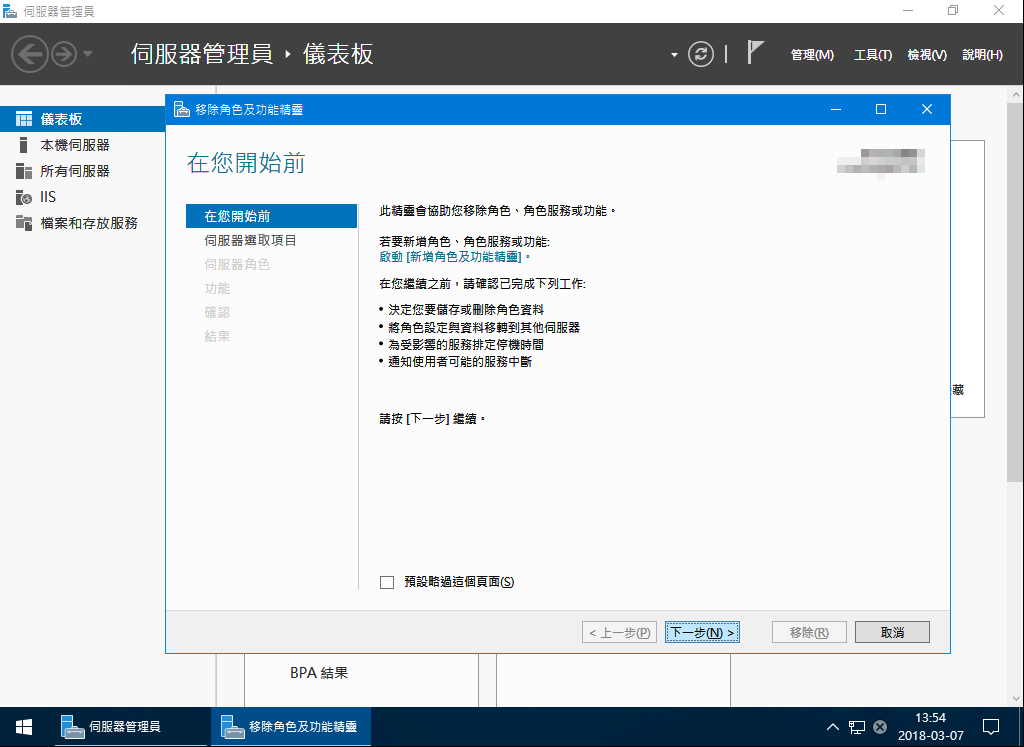 伺服器管理員
伺服器管理員 ‣ 儀表板
管理(M) 工具(T) 檢視(V) 說明(H)
儀表板
本機伺服器
所有伺服器
IIS
檔案和存放服務
移除角色及功能精靈
在您開始前
在您開始前
伺服器選取項目
伺服器角色
功能
確認
結果
此精靈會協助您移除角色、角色服務或功能。
若要新增角色、角色服務或功能:
啟動 [新增角色及功能精靈]。
在您繼續之前，請確認已完成下列工作:
• 決定您要儲存或刪除角色資料
• 將角色設定與資料移轉到其他伺服器
• 為受影響的服務排定停機時間
• 通知使用者可能的服務中斷
請按 [下一步] 繼續。
預設略過這個頁面(S)
< 上一步(P) 下一步(N) > 移除(R) 取消
藏
BPA 結果
伺服器管理員
移除角色及功能精靈
13:54
2018-03-07